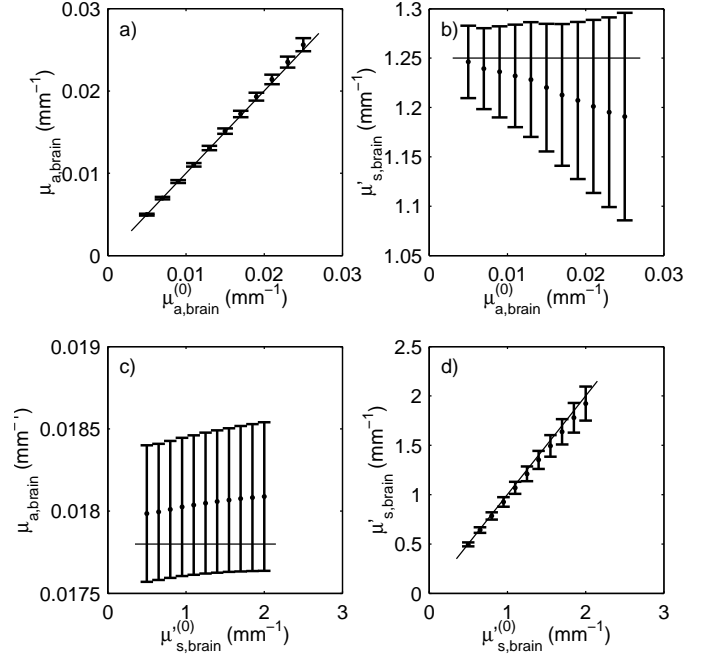 a)
0.03
0.02
0.01
0
0 0.01 0.02 0.03
μa,brain (mm−1)
μ(0)a,brain (mm−1)
b)
1.3
1.25
1.2
1.15
1.1
1.05
0 0.01 0.02 0.03
μ's,brain (mm−1)
μ(0)a,brain (mm−1)
c)
0.019
0.0185
0.018
0.0175
0 1 2 3
μa,brain (mm−1)
μ'(0)s,brain (mm−1)
d)
2.5
2
1.5
1
0.5
0
0 1 2 3
μ's,brain (mm−1)
μ'(0)s,brain (mm−1)